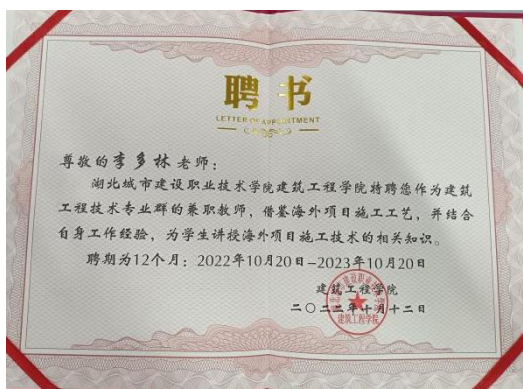 聘书
LETTER OF APPOINTMENT
尊敬的李多林老师：
湖北城市建设职业技术学院建筑工程学院特聘您作为建筑
工程技术专业群的兼职教师，借鉴海外项目施工工艺，并结合
自身工作经验，为学生讲授海外项目施工技术的相关知识。
聘期为12个月：2022年10月20日-2023年10月20日
建筑工程学院
二〇二二年十月十二日
建筑工程学院